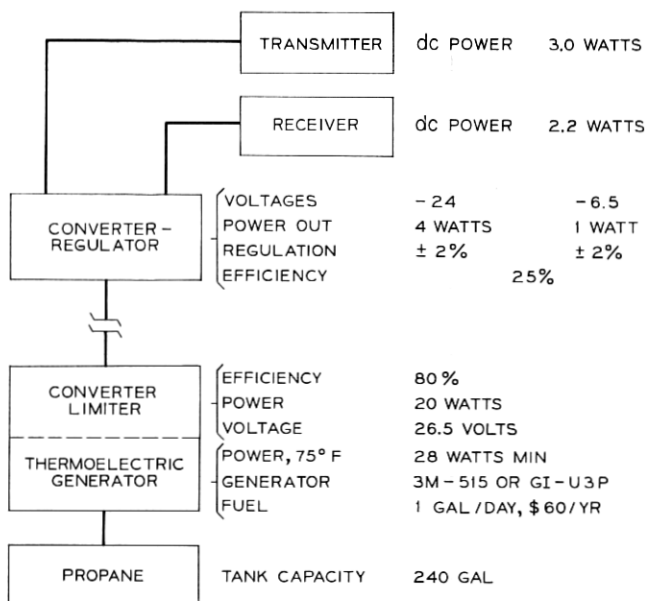 TRANSMITTER dc POWER 3.0 WATTS
RECEIVER dc POWER 2.2 WATTS
CONVERTER-
REGULATOR
VOLTAGES -24 -6.5
POWER OUT 4 WATTS 1 WATT
REGULATION ± 2% ± 2%
EFFICIENCY 25%
CONVERTER
LIMITER
EFFICIENCY 80%
POWER 20 WATTS
VOLTAGE 26.5 VOLTS
THERMOELECTRIC
GENERATOR
POWER, 75° F 28 WATTS MIN
GENERATOR 3M-515 OR GI-U3P
FUEL 1 GAL/DAY, $60/YR
PROPANE TANK CAPACITY 240 GAL